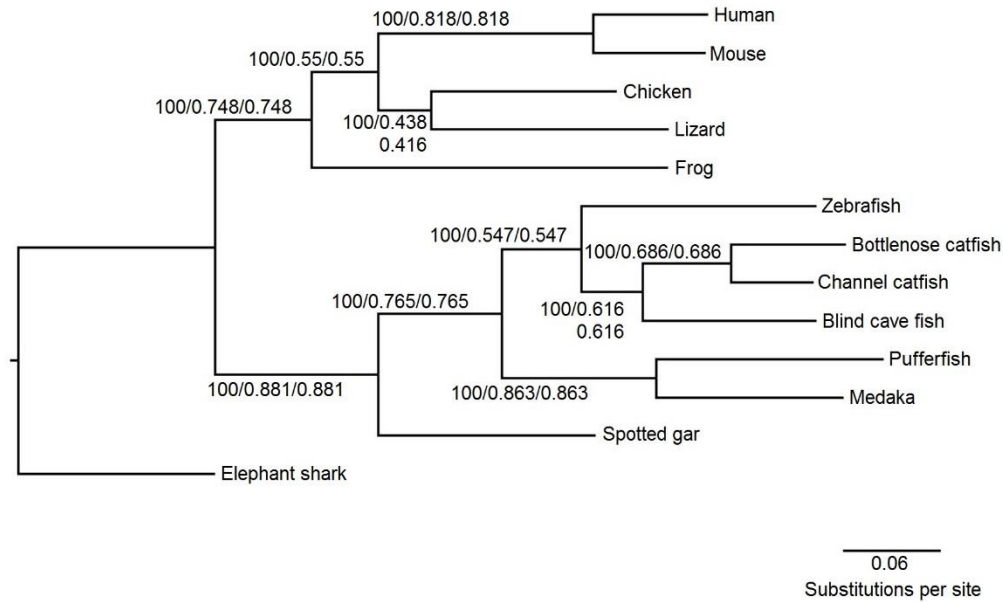 100/0.818/0.818
Human
100/0.55/0.55
Mouse
Chicken
100/0.748/0.748
100/0.438
0.416
Lizard
Frog
Zebrafish
100/0.547/0.547
100/0.686/0.686
Bottlenose catfish
Channel catfish
100/0.765/0.765
100/0.616
0.616
Blind cave fish
Pufferfish
100/0.881/0.881
100/0.863/0.863
Medaka
Spotted gar
Elephant shark
0.06
Substitutions per site